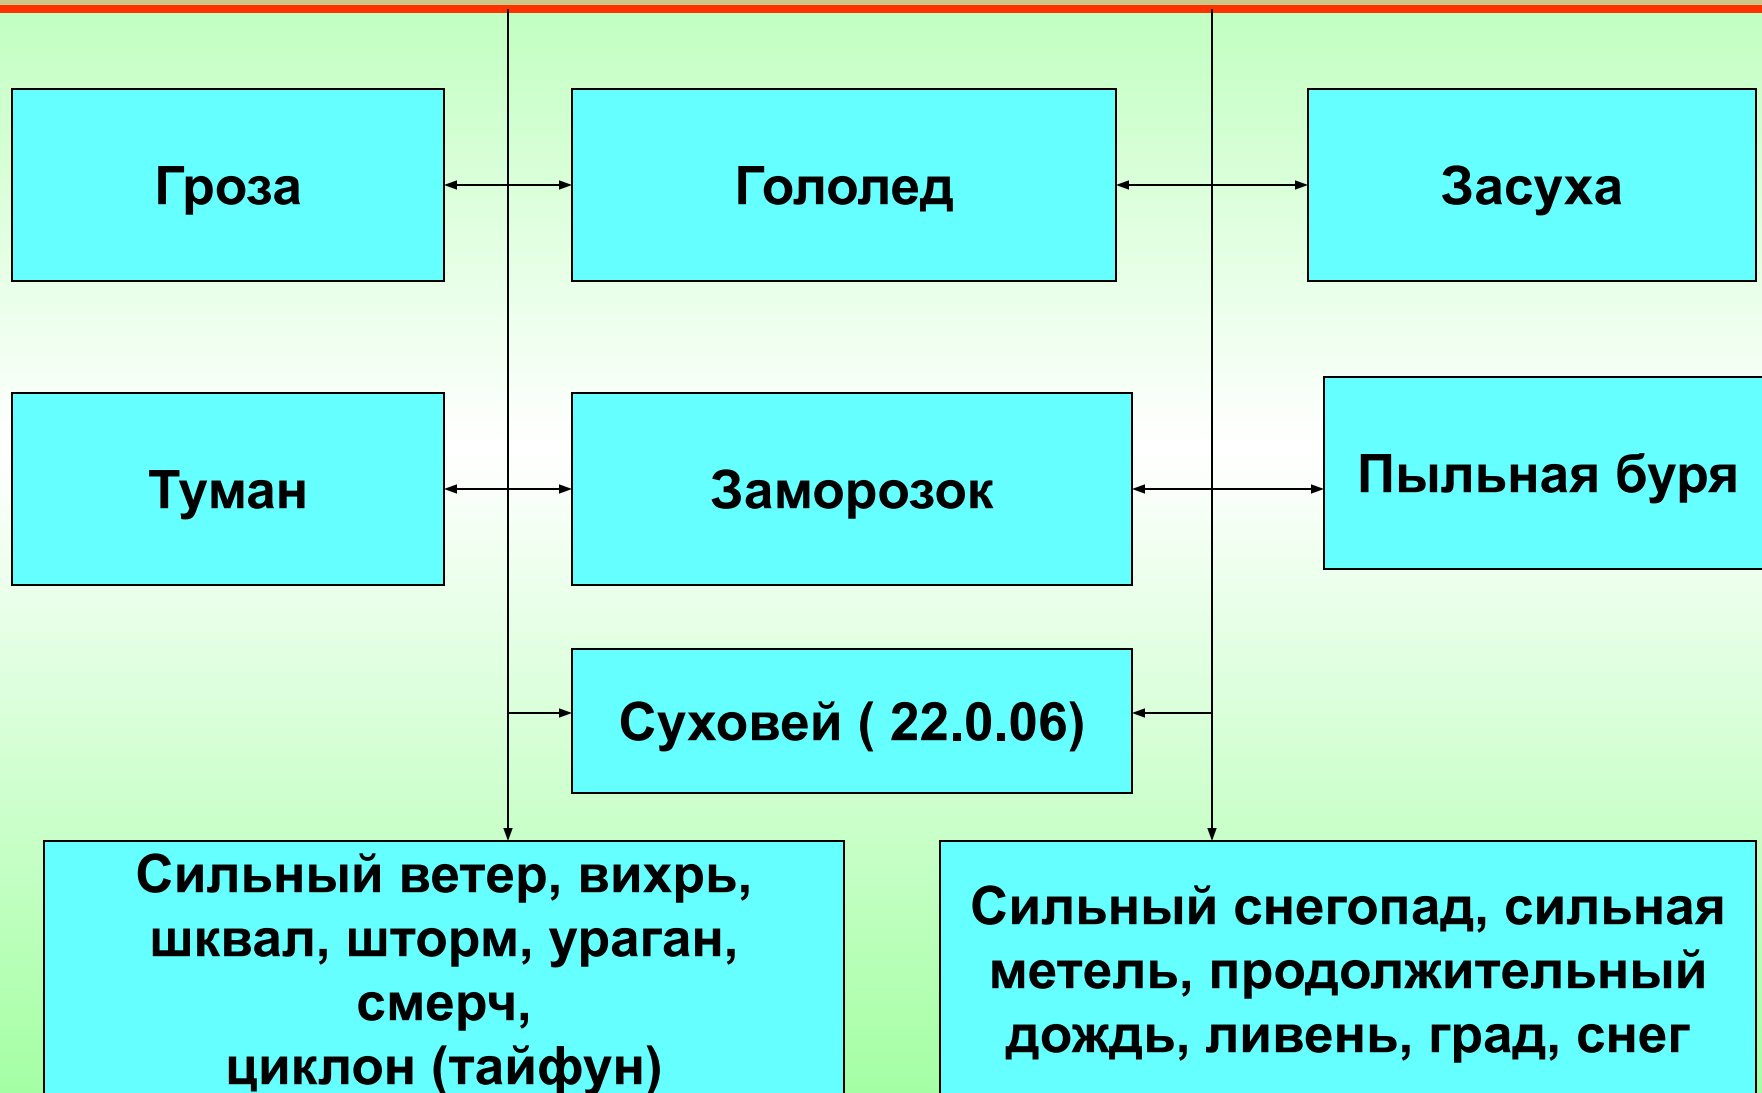 Гроза
Гололед
Засуха
Туман
Заморозок
Пыльная буря
Суховей ( 22.0.06)
Сильный ветер, вихрь,
шквал, шторм, ураган,
смерч,
циклон (тайфун)
Сильный снегопад, сильная
метель, продолжительный
дождь, ливень, град, снег